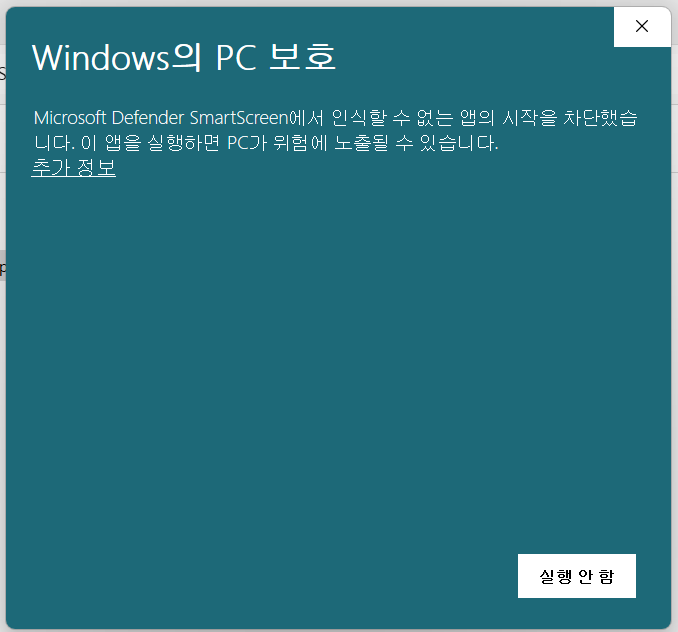 Windows의 PC 보호
Microsoft Defender SmartScreen에서 인식할 수 없는 앱의 시작을 차단했습
니다. 이 앱을 실행하면 PC가 위험에 노출될 수 있습니다.
추가 정보
실행 안 함